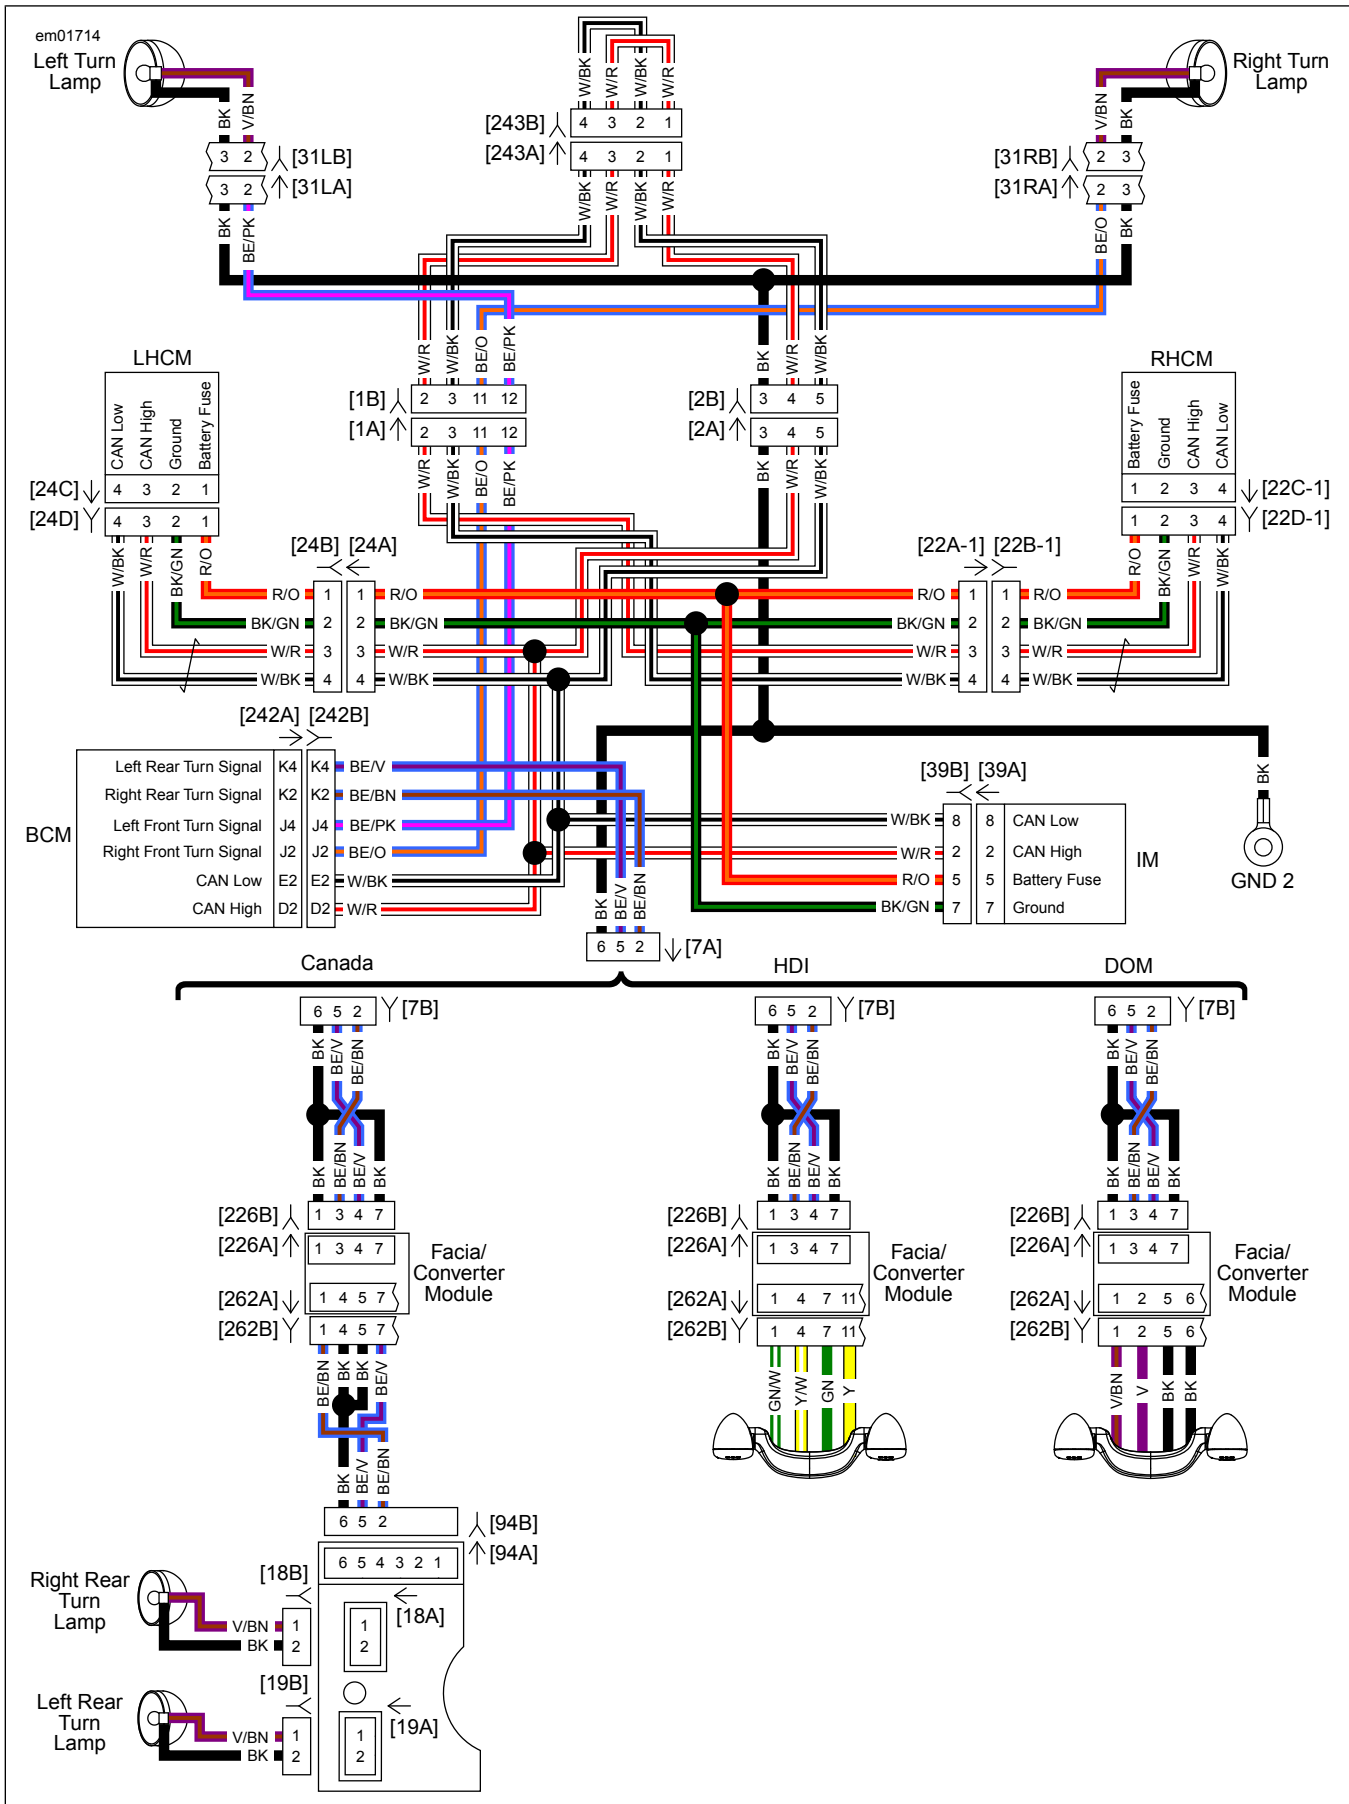 em01714
Left Turn
Lamp
Right Turn
Lamp
BK
V/BN
W/BK
W/R
W/BK
W/R
V/BN
BK
[243B]
4 3 2 1
[243A]
4 3 2 1
3 2
[31LB]
3 2
[31LA]
[31RB]
2 3
[31RA]
2 3
BK
BE/PK
W/BK
W/R
W/BK
W/R
BE/O
BK
W/R
W/BK
BE/O
BE/PK
BK
W/R
W/BK
LHCM
RHCM
CAN Low
CAN High
Ground
Battery Fuse
Battery Fuse
Ground
CAN High
CAN Low
[1B]
2 3 11 12
[1A]
2 3 11 12
[2B]
3 4 5
[2A]
3 4 5
W/R
W/BK
BE/O
BE/PK
BK
W/R
W/BK
[24C]
4 3 2 1
[24D]
4 3 2 1
1 2 3 4
[22C-1]
1 2 3 4
[22D-1]
W/BK
W/R
BK/GN
R/O
R/O
BK/GN
W/R
W/BK
[24B] [24A]
[22A-1] [22B-1]
R/O 1 1 R/O
R/O 1 1 R/O
BK/GN 2 2 BK/GN
BK/GN 2 2 BK/GN
W/R 3 3 W/R
W/R 3 3 W/R
W/BK 4 4 W/BK
W/BK 4 4 W/BK
[242A] [242B]
BCM
Left Rear Turn Signal K4 K4 BE/V
Right Rear Turn Signal K2 K2 BE/BN
Left Front Turn Signal J4 J4 BE/PK
Right Front Turn Signal J2 J2 BE/O
CAN Low E2 E2 W/BK
CAN High D2 D2 W/R
[39B] [39A]
W/BK 8 8 CAN Low
W/R 2 2 CAN High
R/O 5 5 Battery Fuse
BK/GN 7 7 Ground
IM
BK
GND 2
BK
BE/V
BE/BN
6 5 2
[7A]
Canada
HDI
DOM
6 5 2
[7B]
6 5 2
[7B]
6 5 2
[7B]
BK
BE/V
BE/BN
BK
BE/V
BE/BN
BK
BE/V
BE/BN
BK
BE/BN
BE/V
BK
BK
BE/BN
BE/V
BK
BK
BE/BN
BE/V
BK
[226B]
1 3 4 7
[226B]
1 3 4 7
[226B]
1 3 4 7
[226A]
1 3 4 7
[226A]
1 3 4 7
[226A]
1 3 4 7
Facia/
Converter
Module
Facia/
Converter
Module
Facia/
Converter
Module
[262A]
1 4 5 7
[262A]
1 4 7 11
[262A]
1 2 5 6
[262B]
1 4 5 7
[262B]
1 4 7 11
[262B]
1 2 5 6
BE/BN
BK
BK
BE/V
GN/W
Y/W
GN
Y
V/BN
V
BK
BK
BK
BE/V
BE/BN
6 5 2
[94B]
6 5 4 3 2 1
[94A]
Right Rear
Turn
Lamp
[18B]
V/BN 1
BK 2
[18A]
1
2
Left Rear
Turn
Lamp
[19B]
V/BN 1
BK 2
[19A]
1
2